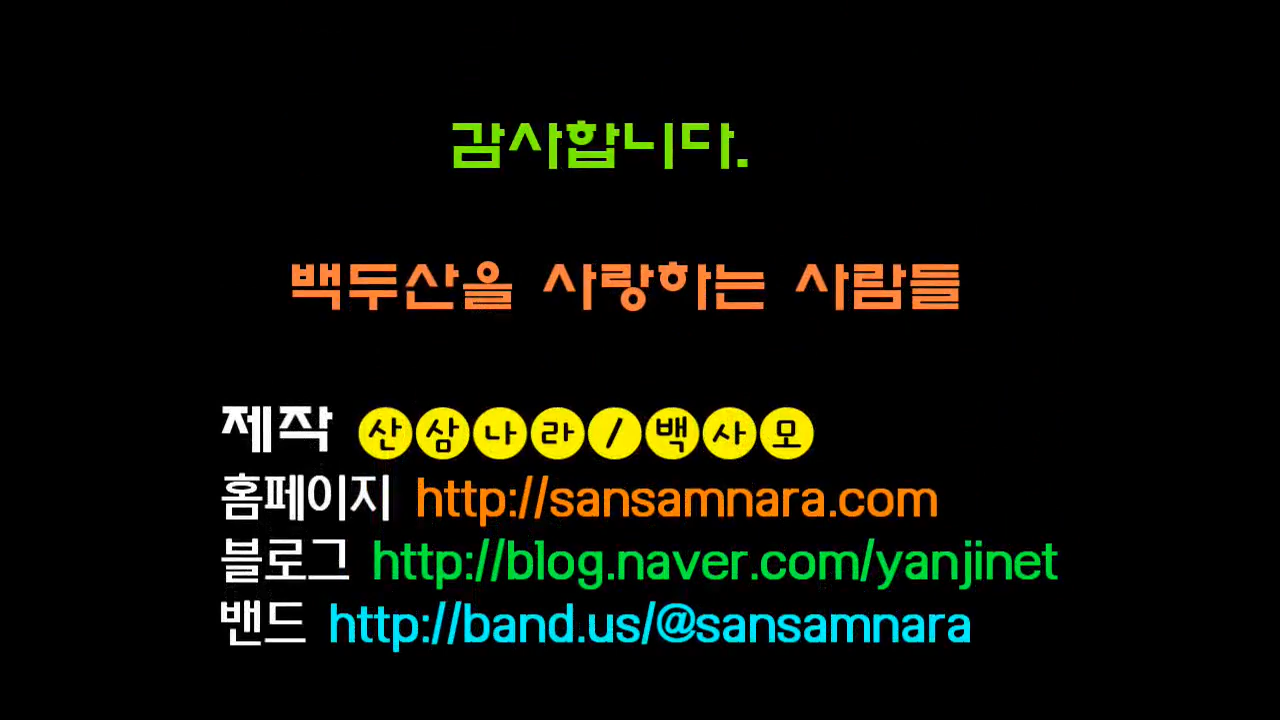 감사합니다.
백두산을 사랑하는 사람들
제작 산삼나라/백사모
홈페이지 http://sansamnara.com
블로그 http://blog.naver.com/yanjinet
밴드 http://band.us/@sansamnara